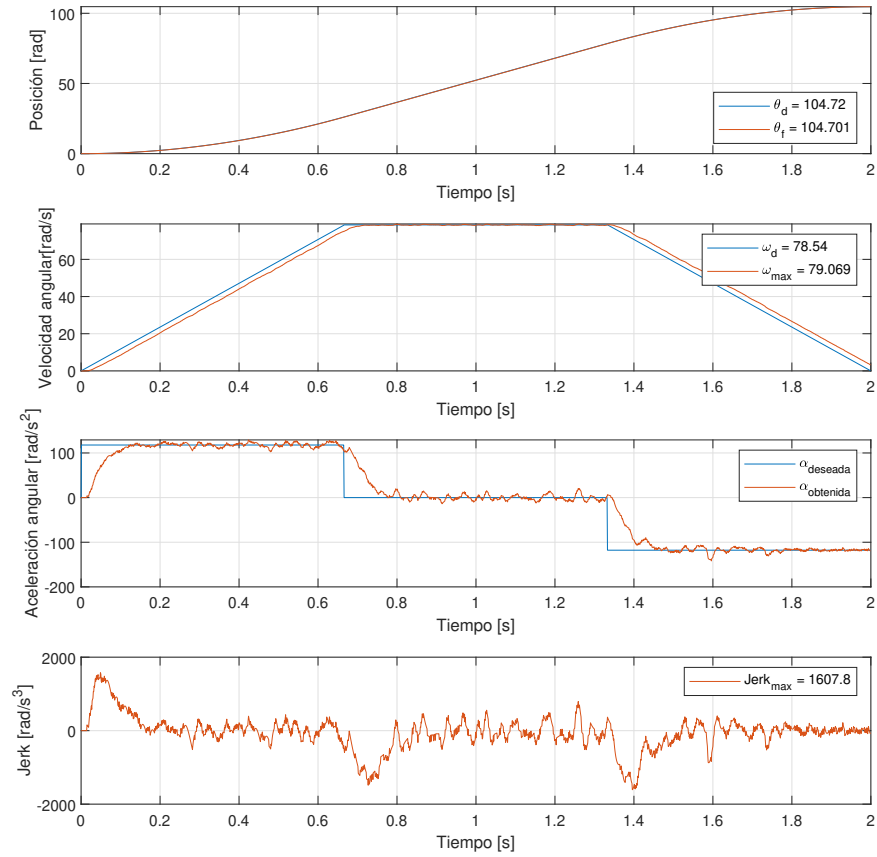 Posición [rad]
100
50
0
θd = 104.72
θf = 104.701
0 0.2 0.4 0.6 0.8 1 1.2 1.4 1.6 1.8 2
Tiempo [s]
Velocidad angular[rad/s]
60
40
20
0
ωd = 78.54
ωmax = 79.069
0 0.2 0.4 0.6 0.8 1 1.2 1.4 1.6 1.8 2
Tiempo [s]
Aceleración angular [rad/s²]
100
0
-100
-200
αdeseada
αobtenida
0 0.2 0.4 0.6 0.8 1 1.2 1.4 1.6 1.8 2
Tiempo [s]
Jerk [rad/s³]
2000
0
-2000
Jerkmax = 1607.8
0 0.2 0.4 0.6 0.8 1 1.2 1.4 1.6 1.8 2
Tiempo [s]